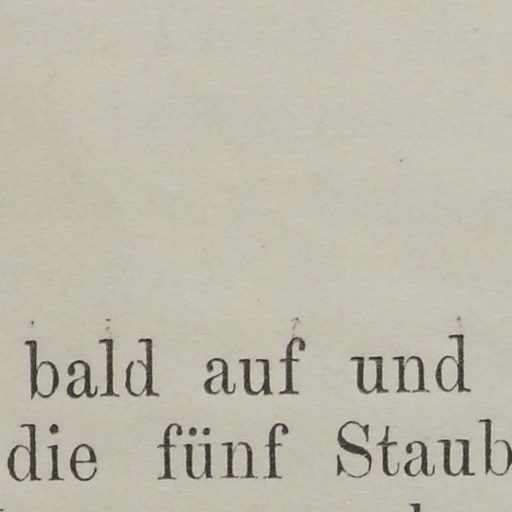 bald auf und
die fünf Staub